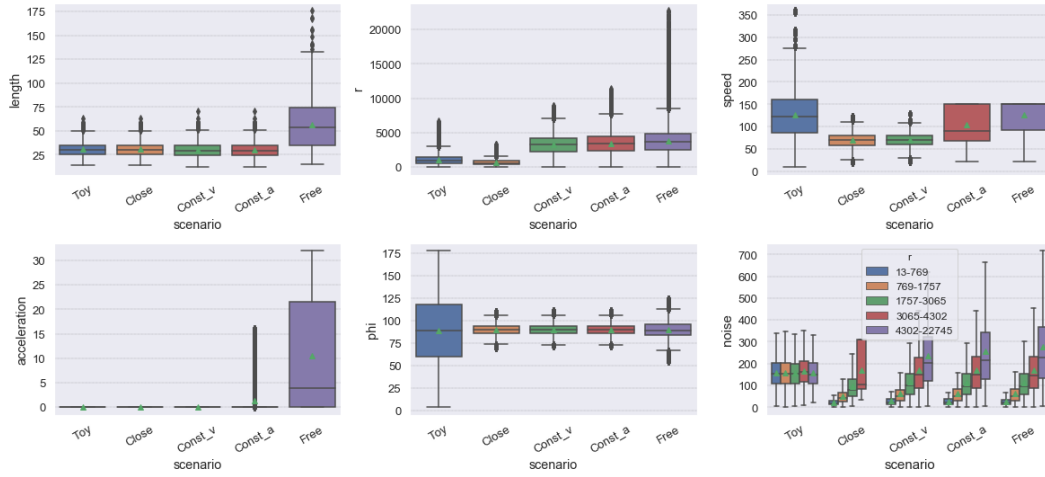 175
150
125
100
75
50
25
length
Toy
Close
Const_v
Const_a
Free
scenario
20000
15000
10000
5000
0
r
Toy
Close
Const_v
Const_a
Free
scenario
350
300
250
200
150
100
50
0
speed
Toy
Close
Const_v
Const_a
Free
scenario
30
25
20
15
10
5
0
acceleration
Toy
Close
Const_v
Const_a
Free
scenario
175
150
125
100
75
50
25
0
phi
Toy
Close
Const_v
Const_a
Free
scenario
700
600
500
400
300
200
100
0
noise
r
13-769
769-1757
1757-3065
3065-4302
4302-22745
Toy
Close
Const_v
Const_a
Free
scenario